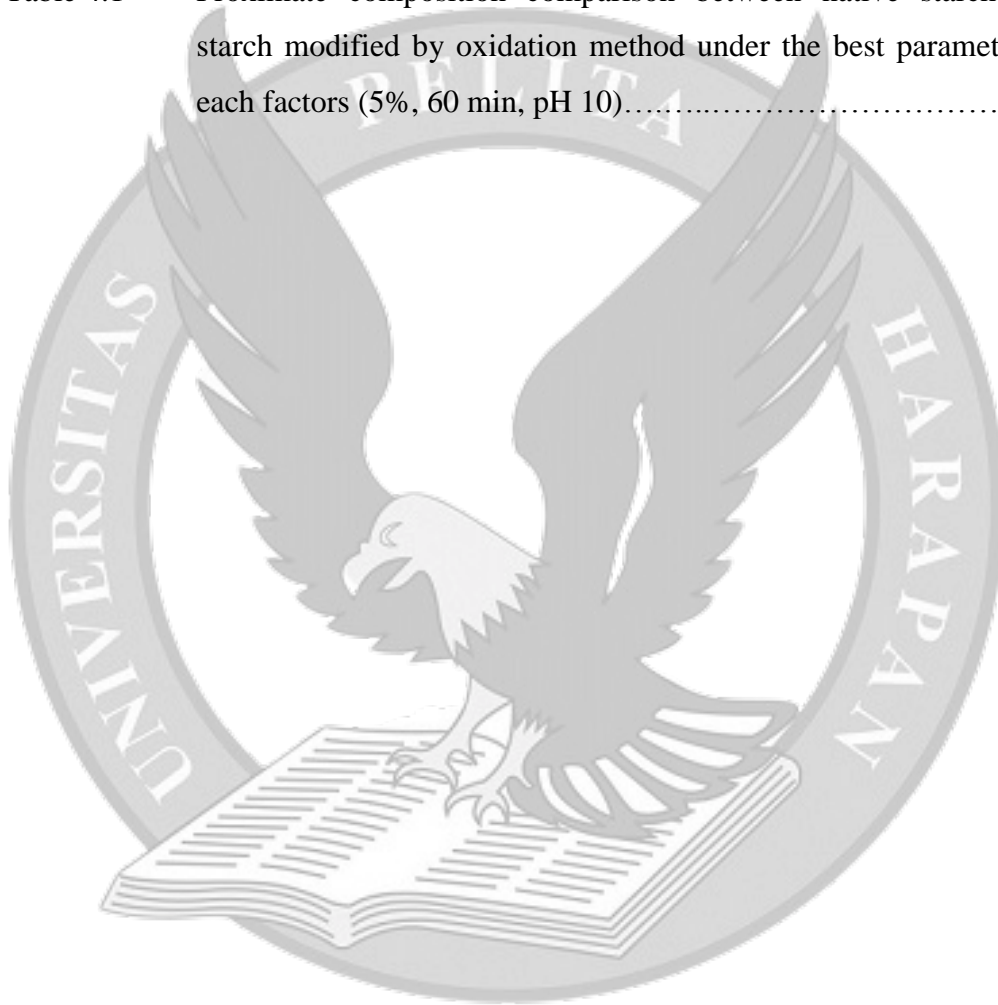 Table 4.1 Proximate composition comparison between native starch
starch modified by oxidation method under the best paramet
each factors (5%, 60 min, pH 10)……..……………………
UNIVERSITAS PELITA HARAPAN